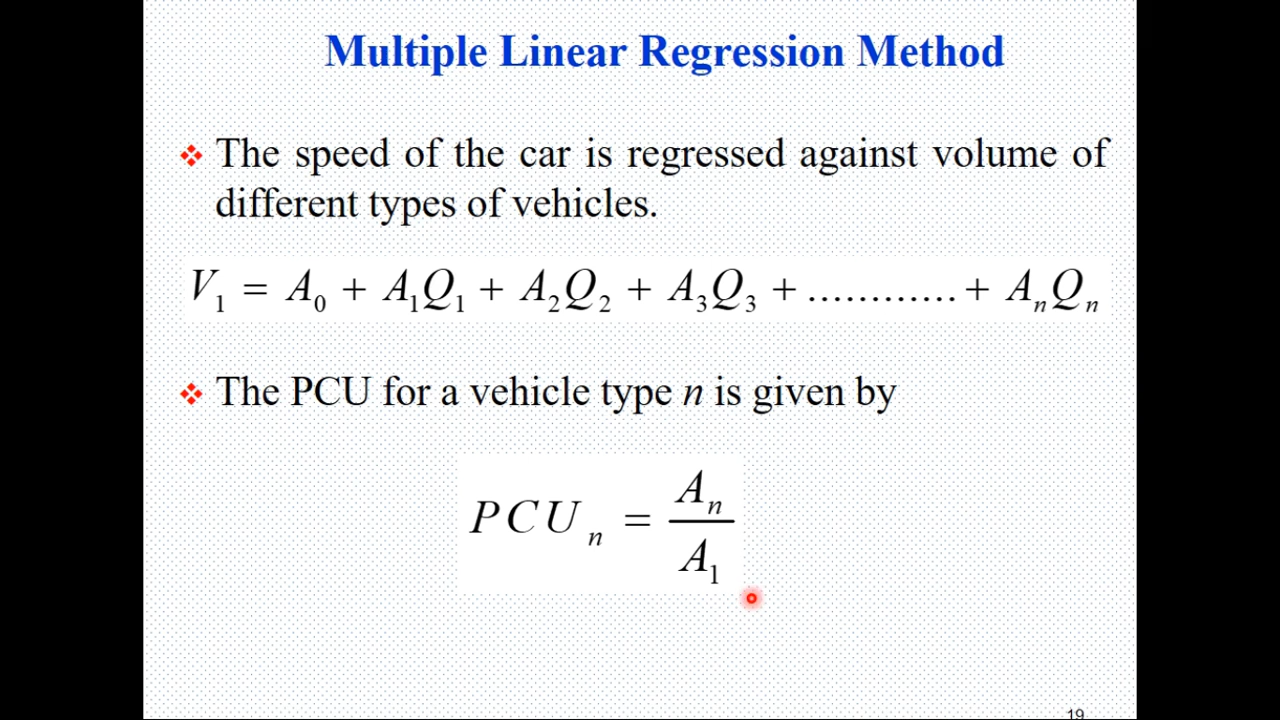 Multiple Linear Regression Method
❖ The speed of the car is regressed against volume of
different types of vehicles.
V₁ = A₀ + A₁Q₁ + A₂Q₂ + A₃Q₃ + ............ + AₙQₙ
❖ The PCU for a vehicle type n is given by
PCUₙ = Aₙ / A₁
19